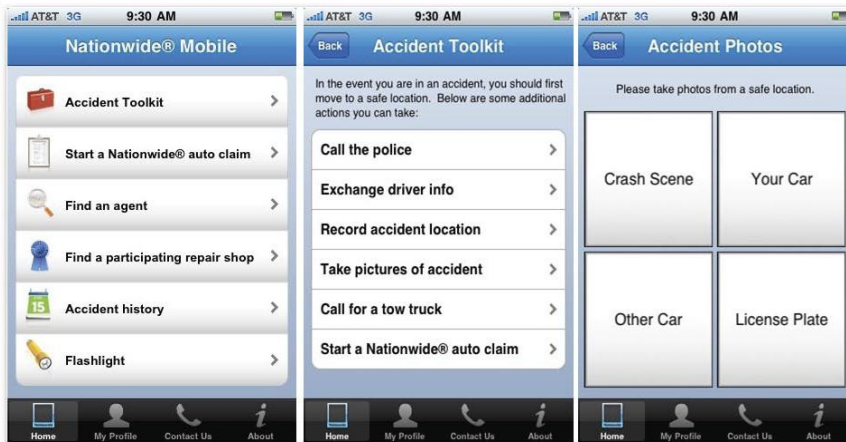 AT&T 3G 9:30 AM
Nationwide® Mobile
Accident Toolkit
Start a Nationwide® auto claim
Find an agent
Find a participating repair shop
15
Accident history
Flashlight
Home My Profile Contact Us About
AT&T 3G 9:30 AM
Back Accident Toolkit
In the event you are in an accident, you should first
move to a safe location. Below are some additional
actions you can take:
Call the police
Exchange driver info
Record accident location
Take pictures of accident
Call for a tow truck
Start a Nationwide® auto claim
Home My Profile Contact Us About
AT&T 3G 9:30 AM
Back Accident Photos
Please take photos from a safe location.
Crash Scene Your Car
Other Car License Plate
Home My Profile Contact Us About